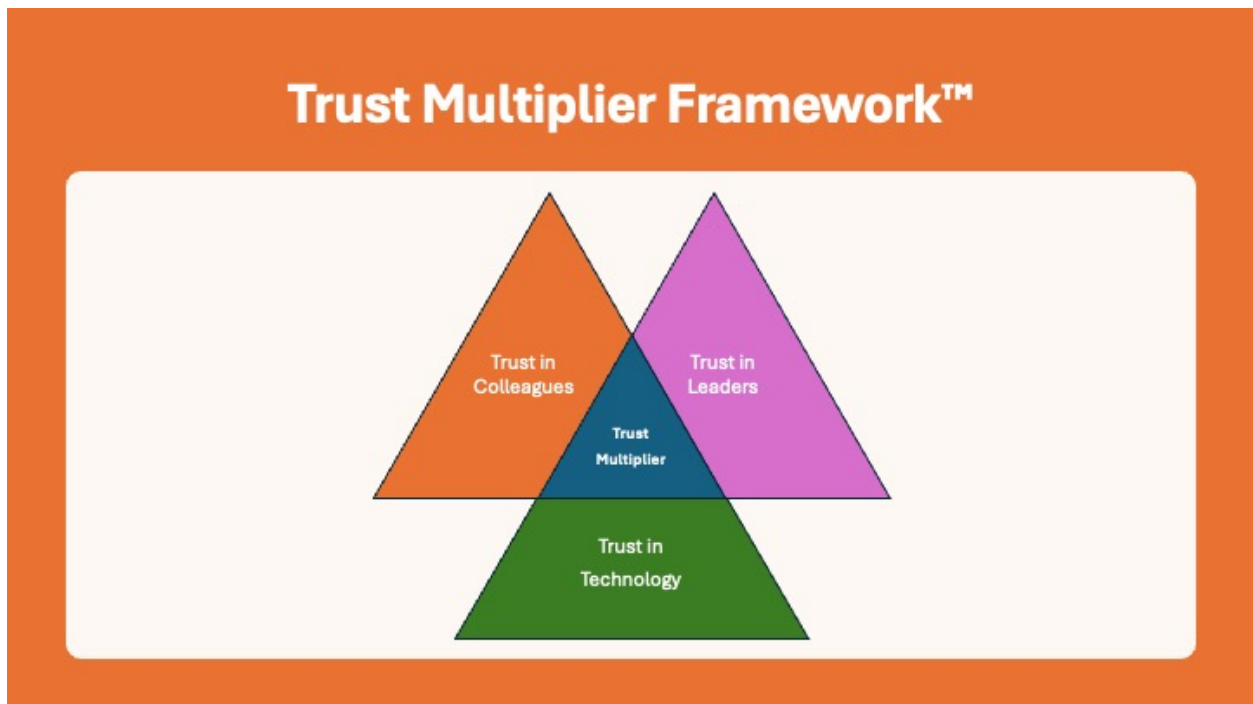 Trust Multiplier Framework™
Trust in
Colleagues
Trust in
Leaders
Trust
Multiplier
Trust in
Technology